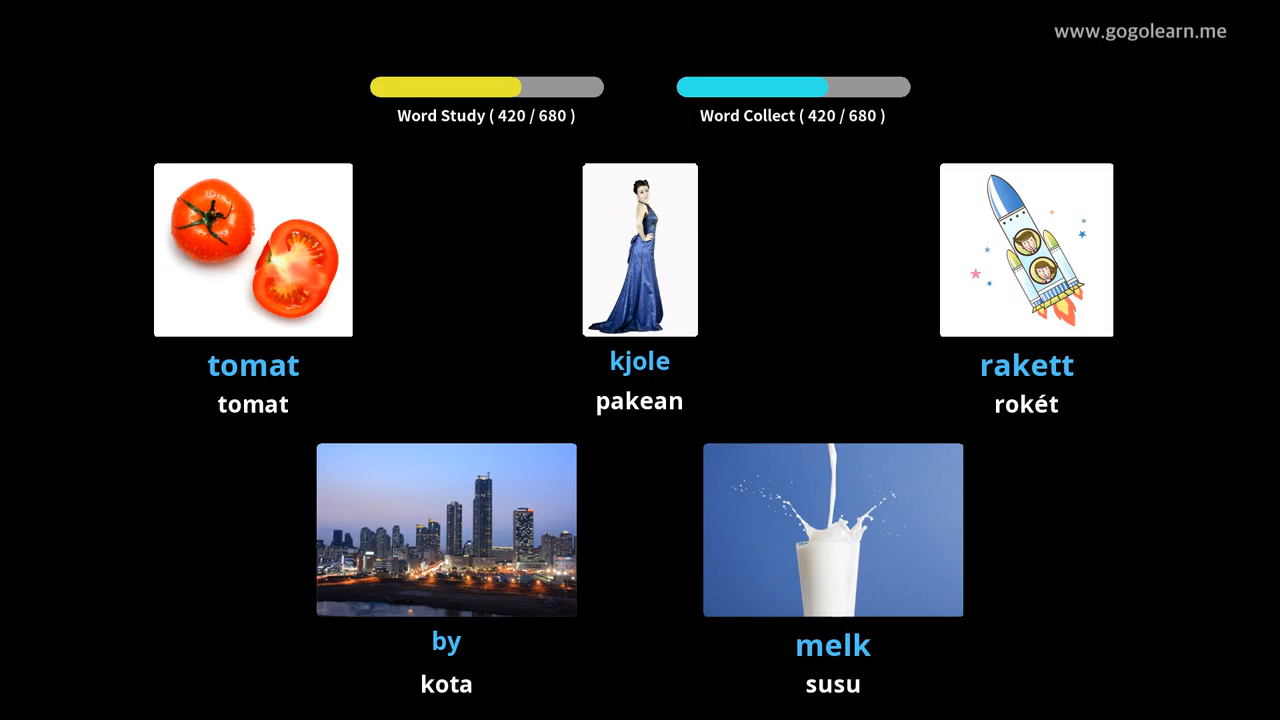 www.gogolearn.me
Word Study ( 420 / 680 )
Word Collect ( 420 / 680 )
tomat
tomat
kjole
pakean
rakett
rokét
by
kota
melk
susu